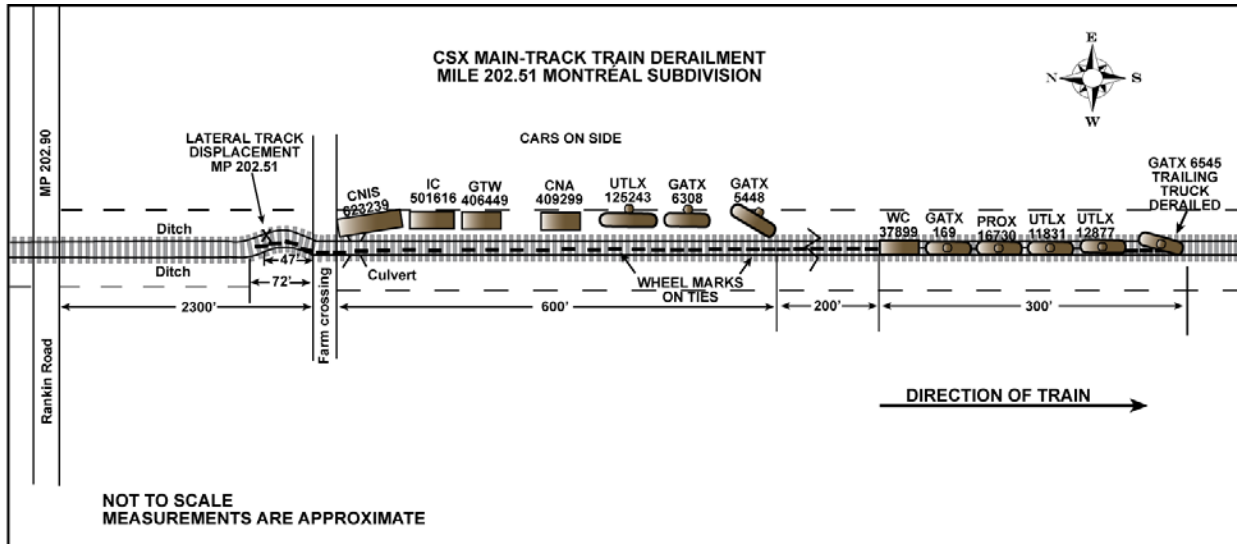 CSX MAIN-TRACK TRAIN DERAILMENT
MILE 202.51 MONTRÉAL SUBDIVISION
E
N
S
W
MP 202.90
LATERAL TRACK
DISPLACEMENT
MP 202.51
CARS ON SIDE
CNIS
623239
IC
501616
GTW
406449
CNA
409299
UTLX
125243
GATX
6308
GATX
5448
GATX 6545
TRAILING
TRUCK
DERAILED
WC
37899
GATX
169
PROX
16730
UTLX
11831
UTLX
12877
X
Ditch
Ditch
47'
72'
Culvert
WHEEL MARKS
ON TIES
2300'
600'
200'
300'
Farm crossing
Rankin Road
DIRECTION OF TRAIN
NOT TO SCALE
MEASUREMENTS ARE APPROXIMATE